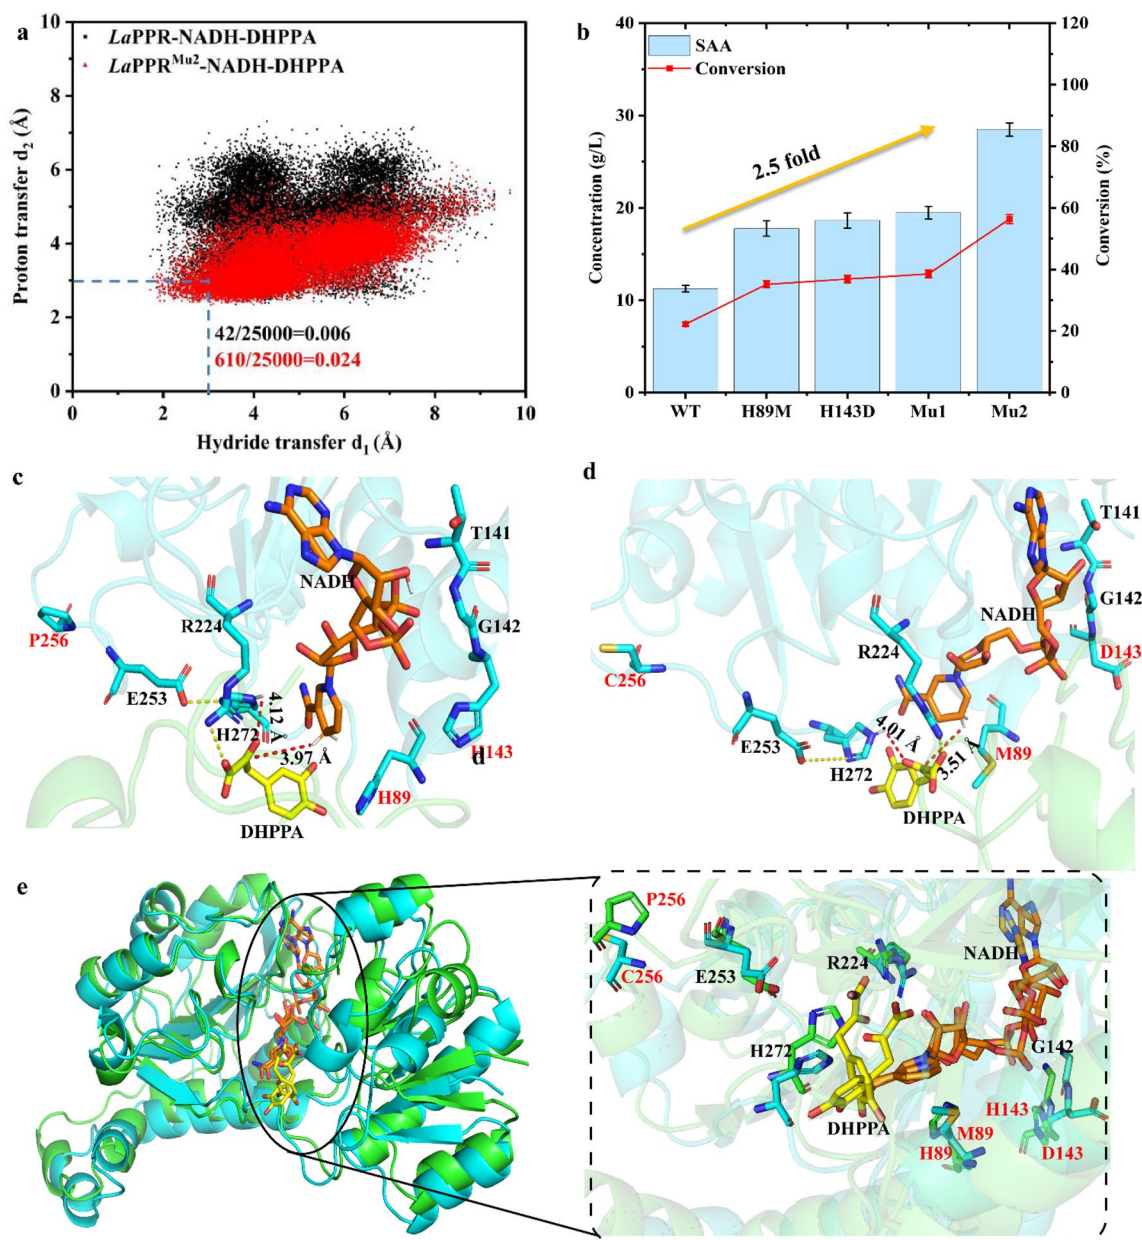 a
10
8
6
4
2
0
0
2
4
6
8
10
Proton transfer d2 (Å)
Hydride transfer d1 (Å)
LaPPR-NADH-DHPPA
LaPPRMu2-NADH-DHPPA
42/25000=0.006
610/25000=0.024
b
40
30
20
10
0
Concentration (g/L)
SAA
Conversion
2.5 fold
WT
H89M
H143D
Mu1
Mu2
120
100
80
60
40
20
0
Conversion (%)
c
NADH
T141
R224
G142
P256
E253
H272
4.12 Å
3.97 Å
H143
d
H89
DHPPA
d
T141
G142
NADH
R224
D143
C256
E253
H272
4.01 Å
3.51 Å
M89
DHPPA
e
P256
C256
E253
R224
NADH
H272
G142
DHPPA
H143
M89
H89
D143